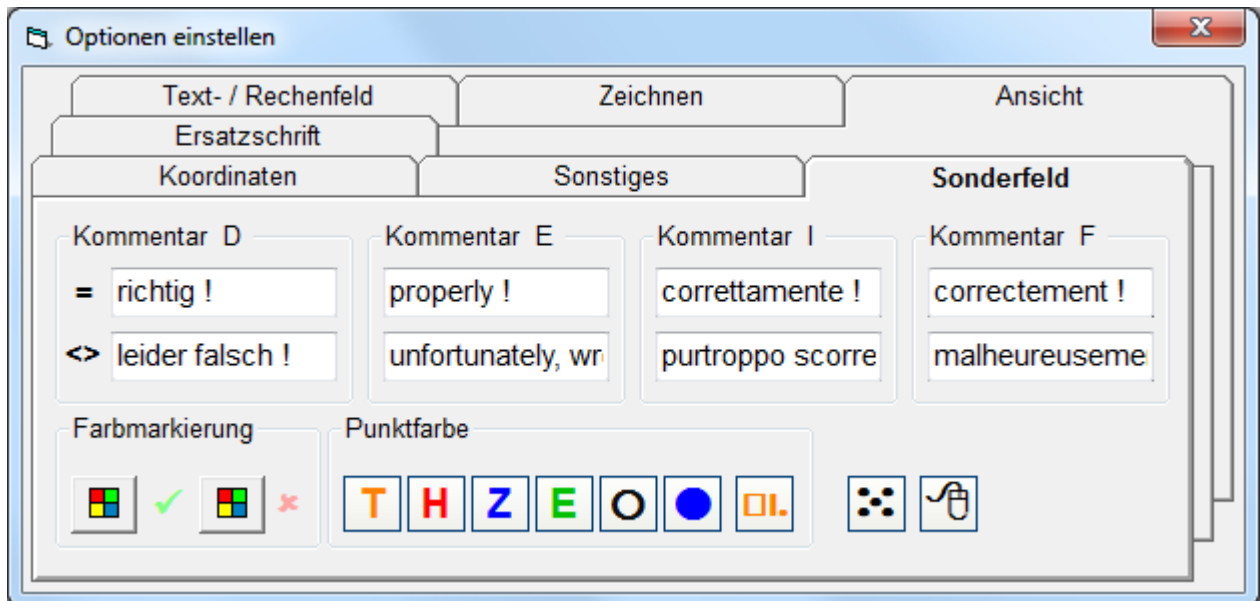 Optionen einstellen
Text- / Rechenfeld Zeichnen Ansicht
Ersatzschrift
Koordinaten Sonstiges Sonderfeld
Kommentar D Kommentar E Kommentar I Kommentar F
= richtig ! properly ! correttamente ! correctement !
<> leider falsch ! unfortunately, wr purtroppo scorre malheureuseme
Farbmarkierung Punktfarbe
T H Z E O